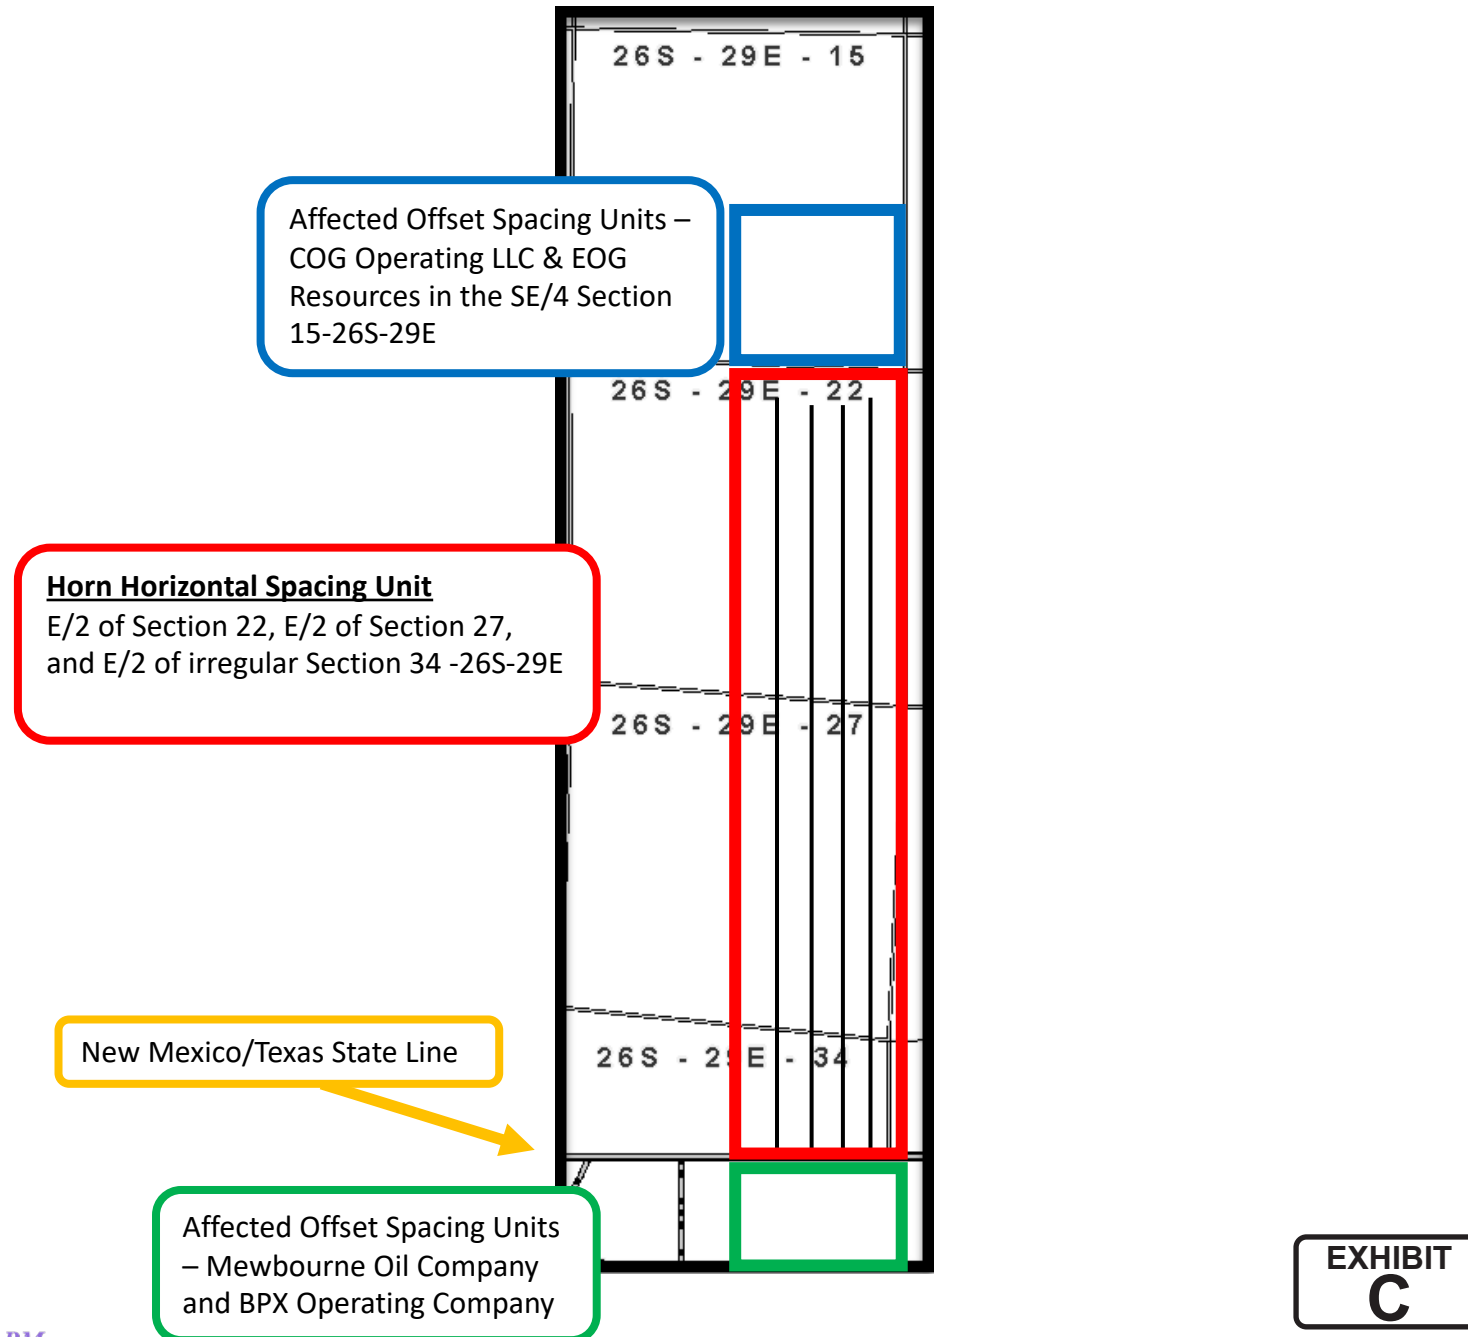 26S - 29E - 15
Affected Offset Spacing Units –
COG Operating LLC & EOG
Resources in the SE/4 Section
15-26S-29E
26S - 29E - 22
Horn Horizontal Spacing Unit
E/2 of Section 22, E/2 of Section 27,
and E/2 of irregular Section 34 -26S-29E
26S - 29E - 27
New Mexico/Texas State Line
26S - 29E - 34
Affected Offset Spacing Units
– Mewbourne Oil Company
and BPX Operating Company
EXHIBIT
C